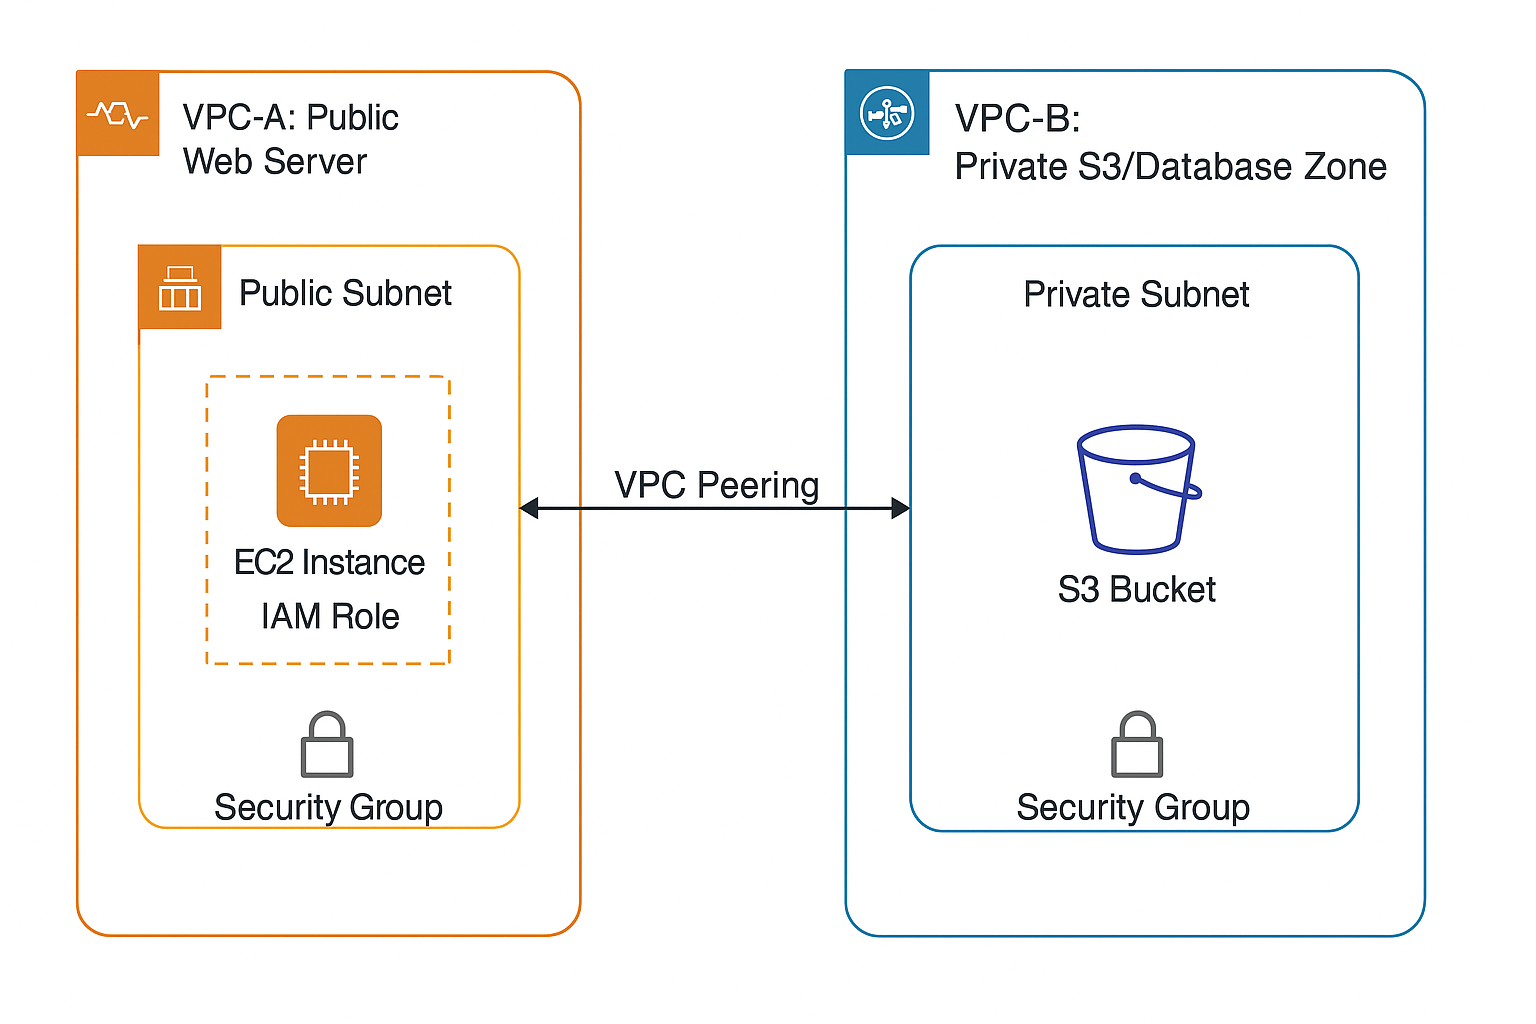 VPC-A: Public
Web Server
Public Subnet
EC2 Instance
IAM Role
Security Group
VPC Peering
VPC-B:
Private S3/Database Zone
Private Subnet
S3 Bucket
Security Group